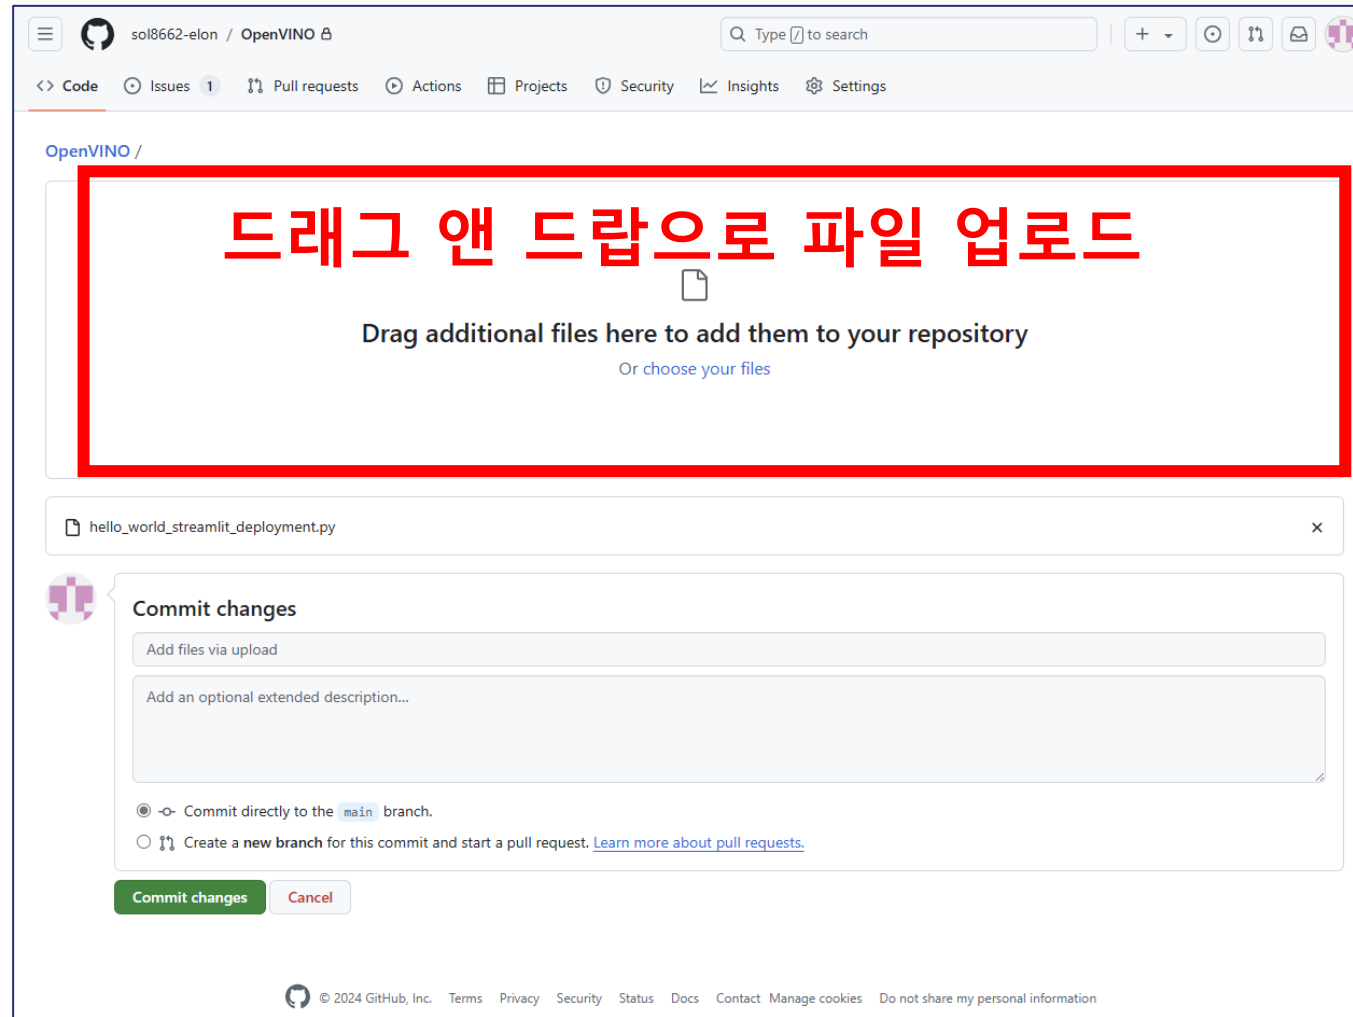 sol8662-elon / OpenVINO
Type / to search
Code Issues 1 Pull requests Actions Projects Security Insights Settings
OpenVINO /
드래그 앤 드랍으로 파일 업로드
Drag additional files here to add them to your repository
Or choose your files
hello_world_streamlit_deployment.py
Commit changes
Add files via upload
Add an optional extended description...
Commit directly to the main branch.
Create a new branch for this commit and start a pull request. Learn more about pull requests.
Commit changes Cancel
© 2024 GitHub, Inc. Terms Privacy Security Status Docs Contact Manage cookies Do not share my personal information